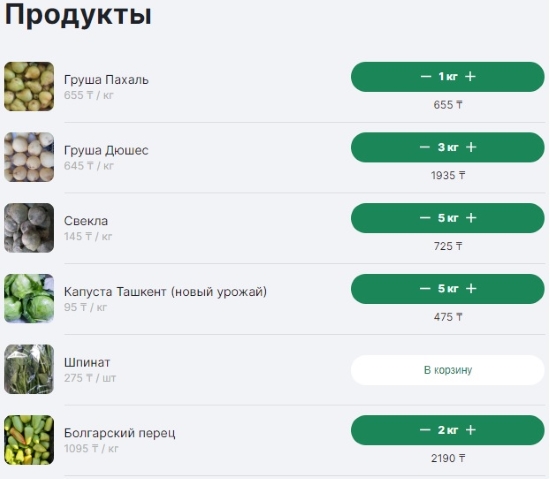 Продукты
Груша Пахаль
655 ₸ / кг
— 1 кг +
655 ₸
Груша Дюшес
645 ₸ / кг
— 3 кг +
1935 ₸
Свекла
145 ₸ / кг
— 5 кг +
725 ₸
Капуста Ташкент (новый урожай)
95 ₸ / кг
— 5 кг +
475 ₸
Шпинат
275 ₸ / шт
В корзину
Болгарский перец
1095 ₸ / кг
— 2 кг +
2190 ₸